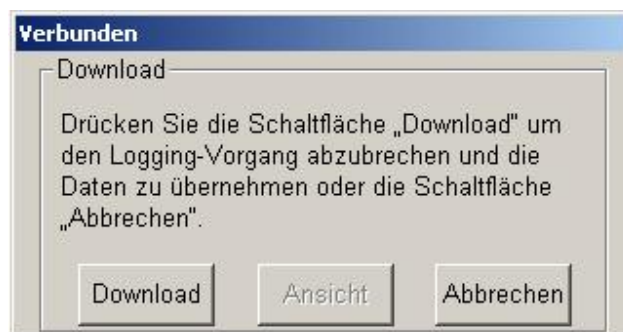 Verbunden
Download
Drücken Sie die Schaltfläche „Download" um
den Logging-Vorgang abzubrechen und die
Daten zu übernehmen oder die Schaltfläche
„Abbrechen".
Download Ansicht Abbrechen